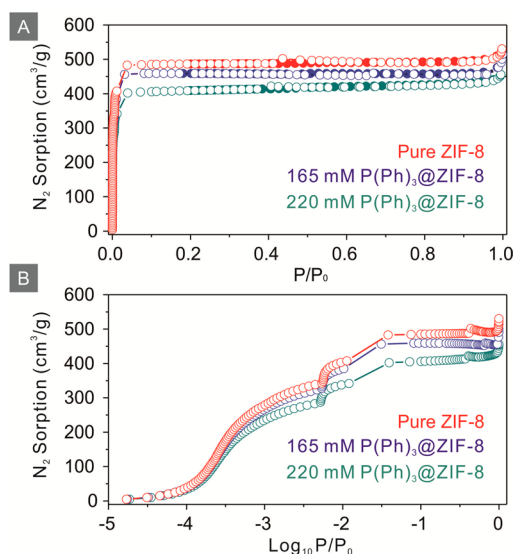 A
N₂ Sorption (cm³/g)
600
500
400
300
200
100
0
Pure ZIF-8
165 mM P(Ph)₃@ZIF-8
220 mM P(Ph)₃@ZIF-8
0.0 0.2 0.4 0.6 0.8 1.0
P/P₀
B
N₂ Sorption (cm³/g)
600
500
400
300
200
100
0
Pure ZIF-8
165 mM P(Ph)₃@ZIF-8
220 mM P(Ph)₃@ZIF-8
-5 -4 -3 -2 -1 0
Log₁₀P/P₀